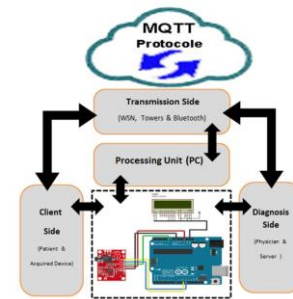 MQTT
Protocole
Transmission Side
(WSN, Towers & Bluetooth)
Processing Unit (PC)
Client
Side
(Patient &
Acquired Device)
Diagnosis
Side
(Physician &
Server )